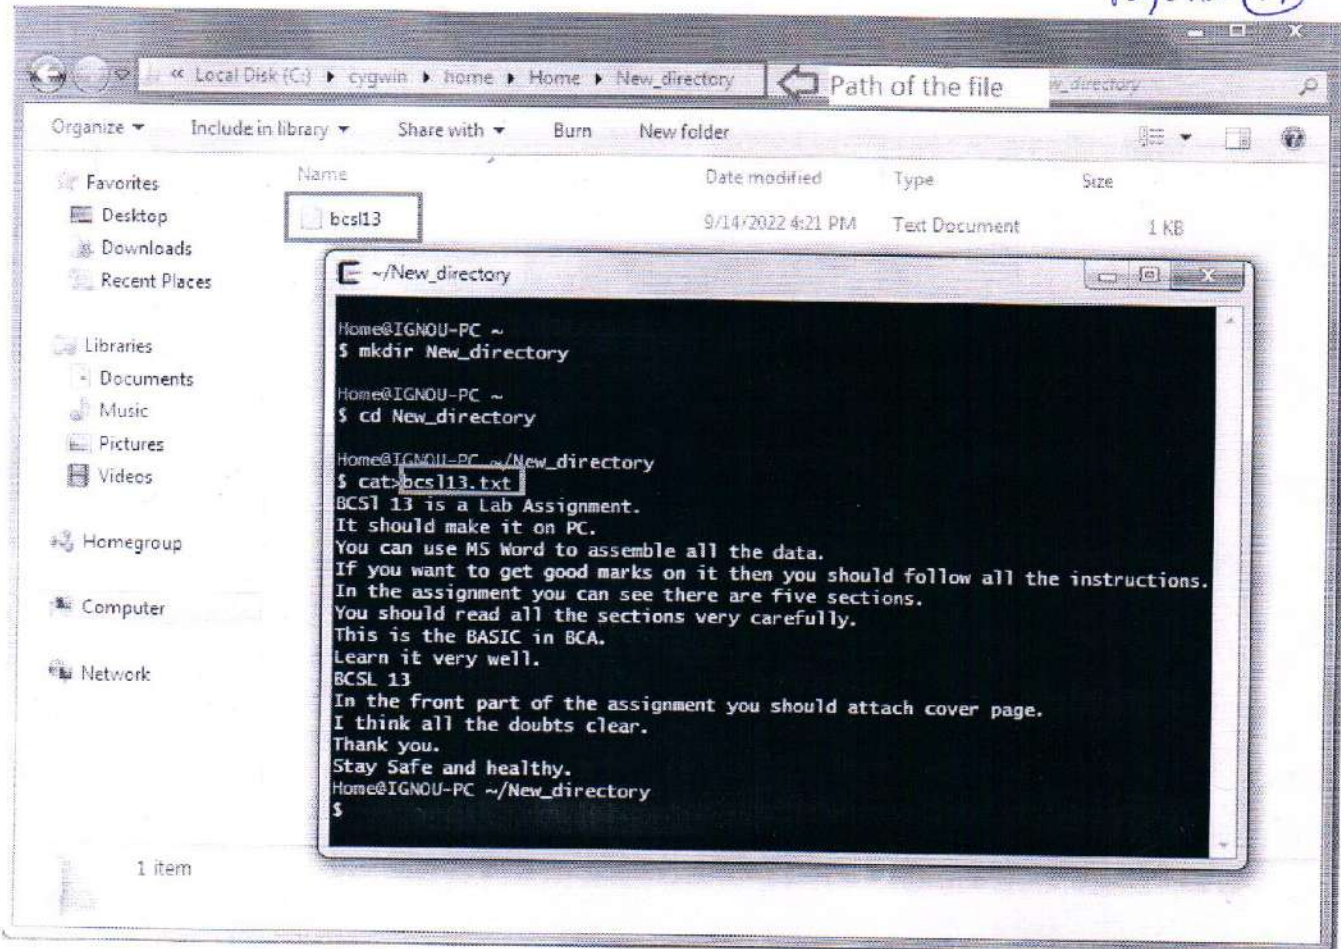 « Local Disk (C:) ▸ cygwin ▸ home ▸ Home ▸ New_directory
Path of the file
Organize Include in library Share with Burn New folder
Name Date modified Type Size
bcsl13 9/14/2022 4:21 PM Text Document 1 KB
Favorites
Desktop
Downloads
Recent Places
Libraries
Documents
Music
Pictures
Videos
Homegroup
Computer
Network
~/New_directory
Home@IGNOU-PC ~
$ mkdir New_directory
Home@IGNOU-PC ~
$ cd New_directory
Home@IGNOU-PC ~/New_directory
$ cat>bcsl13.txt
BCSl 13 is a Lab Assignment.
It should make it on PC.
You can use MS Word to assemble all the data.
If you want to get good marks on it then you should follow all the instructions.
In the assignment you can see there are five sections.
You should read all the sections very carefully.
This is the BASIC in BCA.
Learn it very well.
BCSL 13
In the front part of the assignment you should attach cover page.
I think all the doubts clear.
Thank you.
Stay Safe and healthy.
Home@IGNOU-PC ~/New_directory
$
1 item